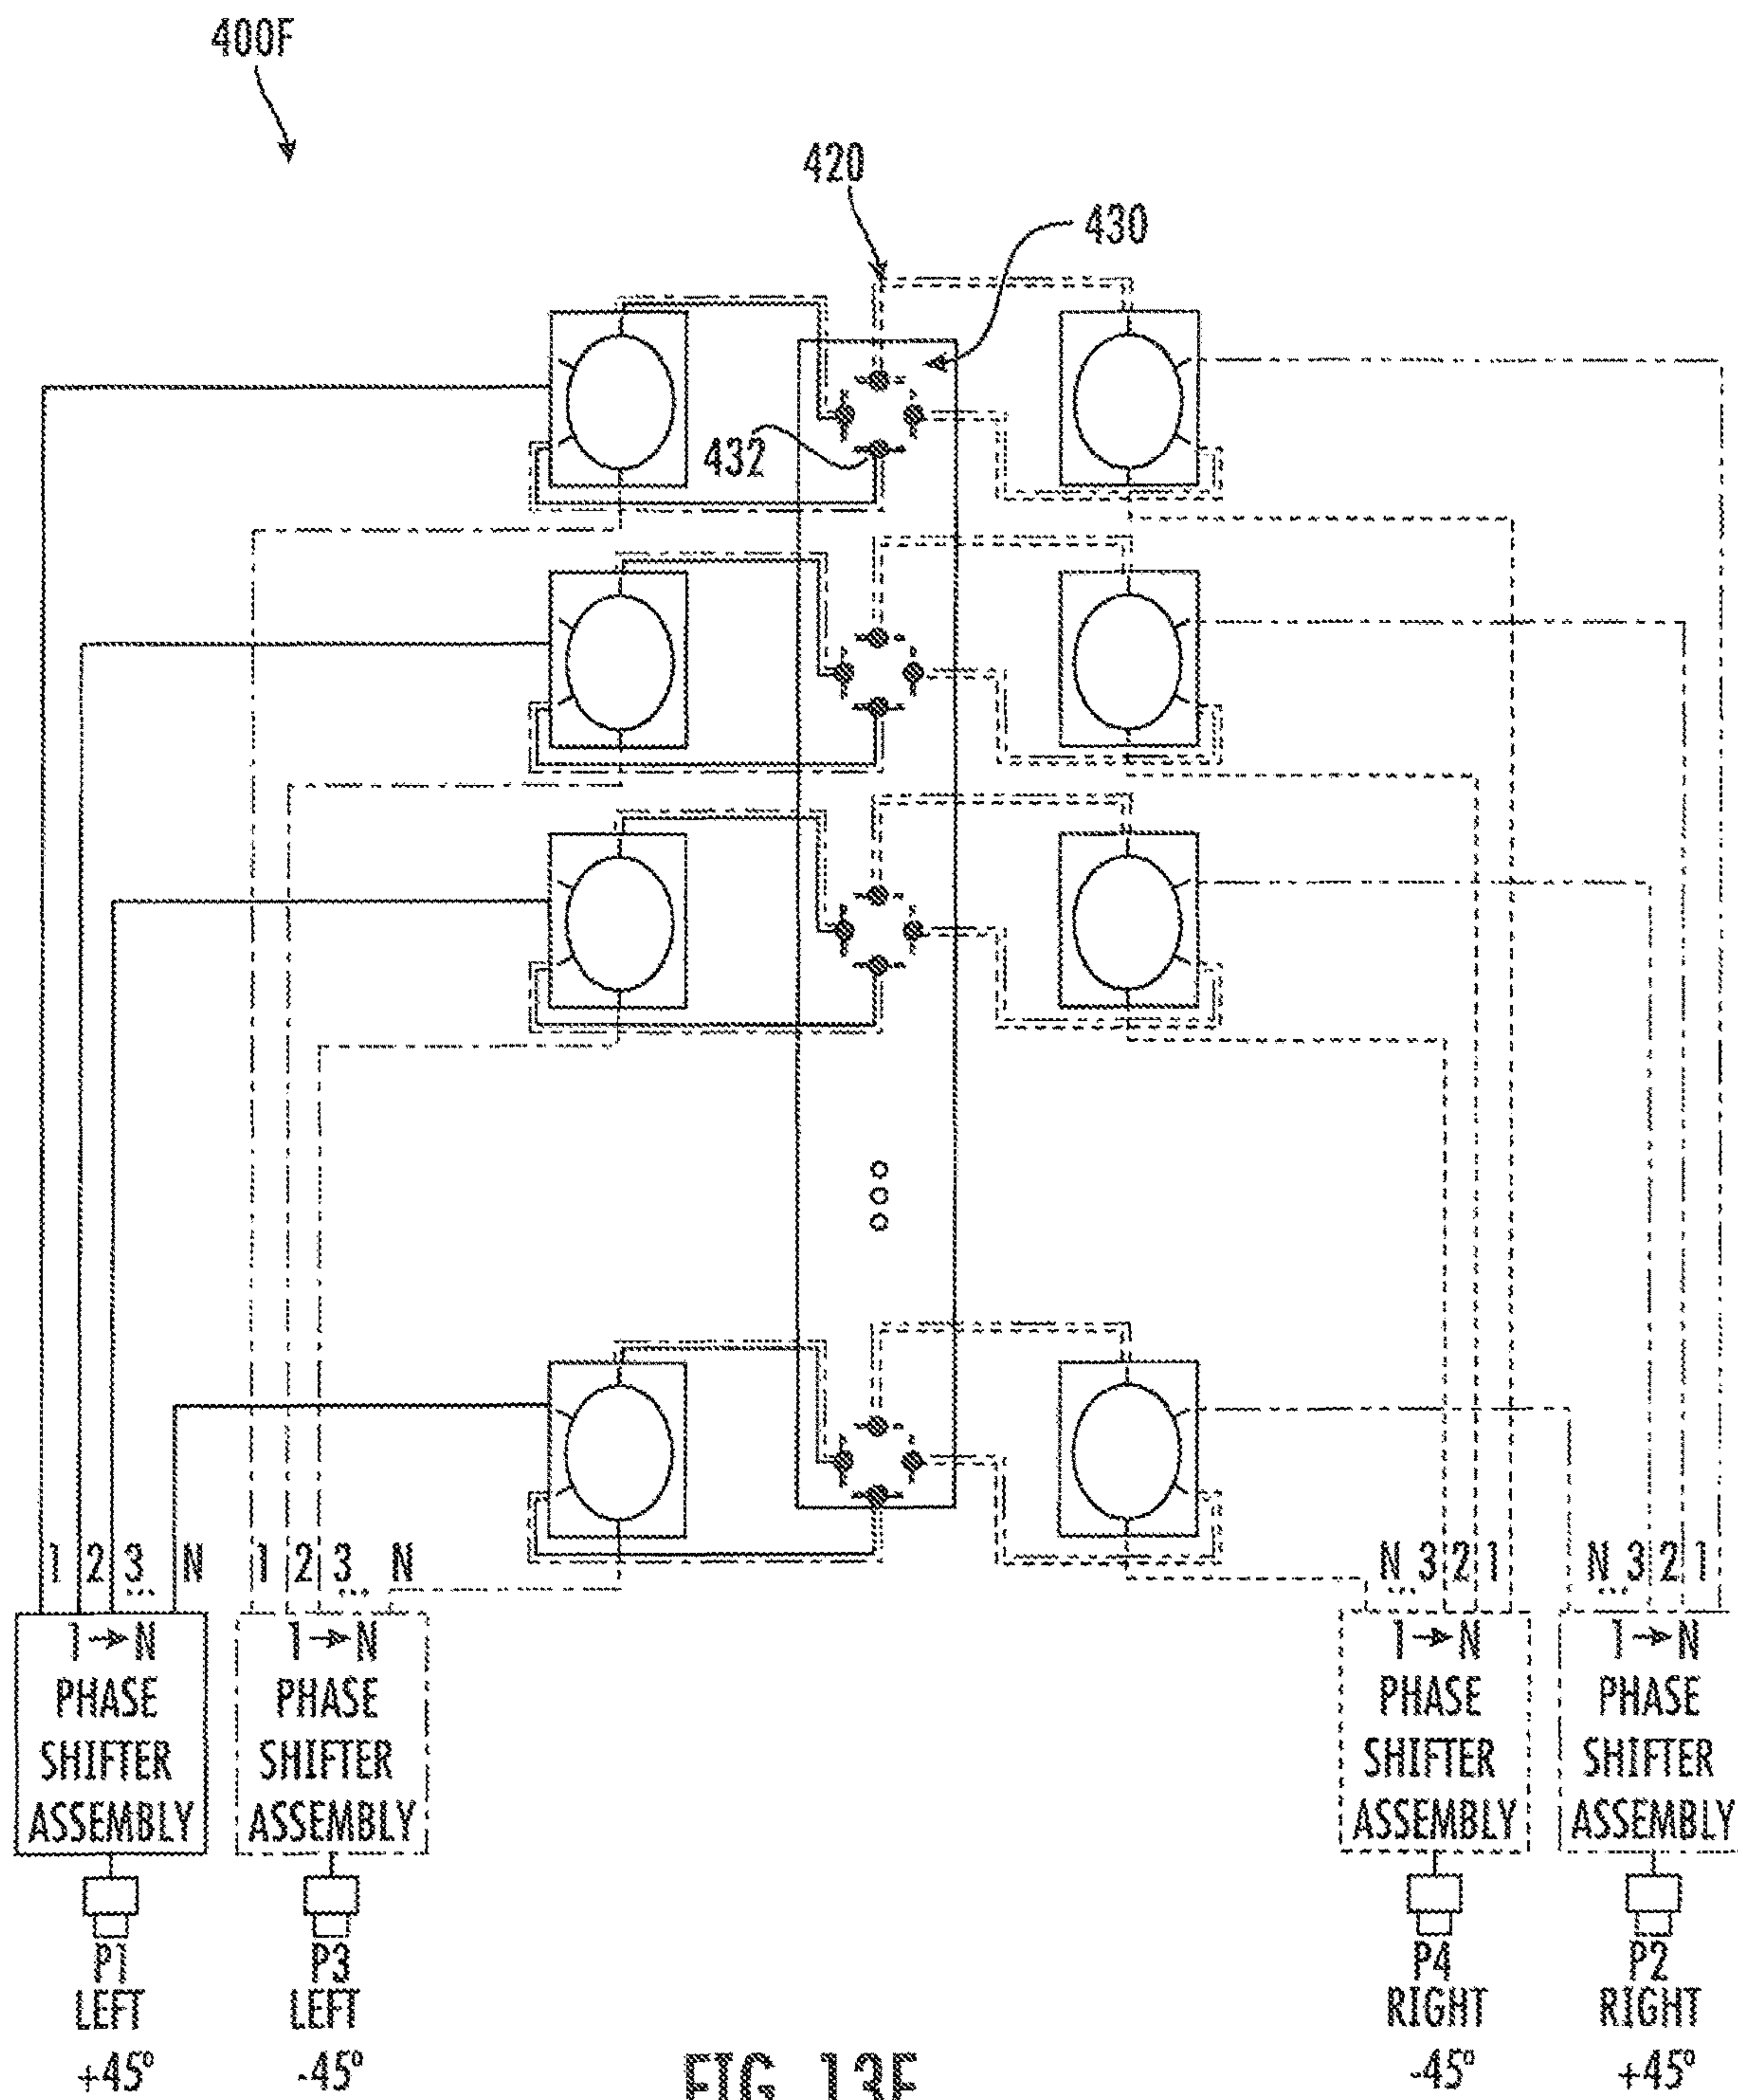 400F
420
430
432
1 2 3 ... N
1 2 3 ... N
N ... 3 2 1
N ... 3 2 1
1→N
PHASE
SHIFTER
ASSEMBLY
P1
LEFT
+45°
1→N
PHASE
SHIFTER
ASSEMBLY
P3
LEFT
-45°
1→N
PHASE
SHIFTER
ASSEMBLY
P4
RIGHT
-45°
1→N
PHASE
SHIFTER
ASSEMBLY
P2
RIGHT
+45°
FIG. 13F